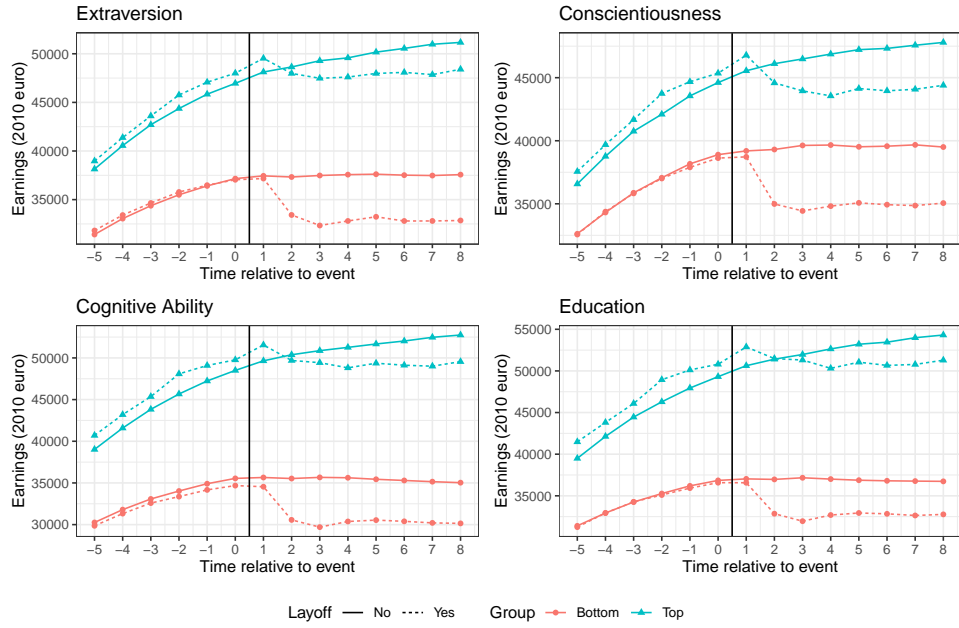 Extraversion
Earnings (2010 euro)
50000
45000
40000
35000
−5 −4 −3 −2 −1 0 1 2 3 4 5 6 7 8
Time relative to event
Conscientiousness
Earnings (2010 euro)
45000
40000
35000
−5 −4 −3 −2 −1 0 1 2 3 4 5 6 7 8
Time relative to event
Cognitive Ability
Earnings (2010 euro)
50000
45000
40000
35000
30000
−5 −4 −3 −2 −1 0 1 2 3 4 5 6 7 8
Time relative to event
Education
Earnings (2010 euro)
55000
50000
45000
40000
35000
−5 −4 −3 −2 −1 0 1 2 3 4 5 6 7 8
Time relative to event
Layoff No Yes Group Bottom Top